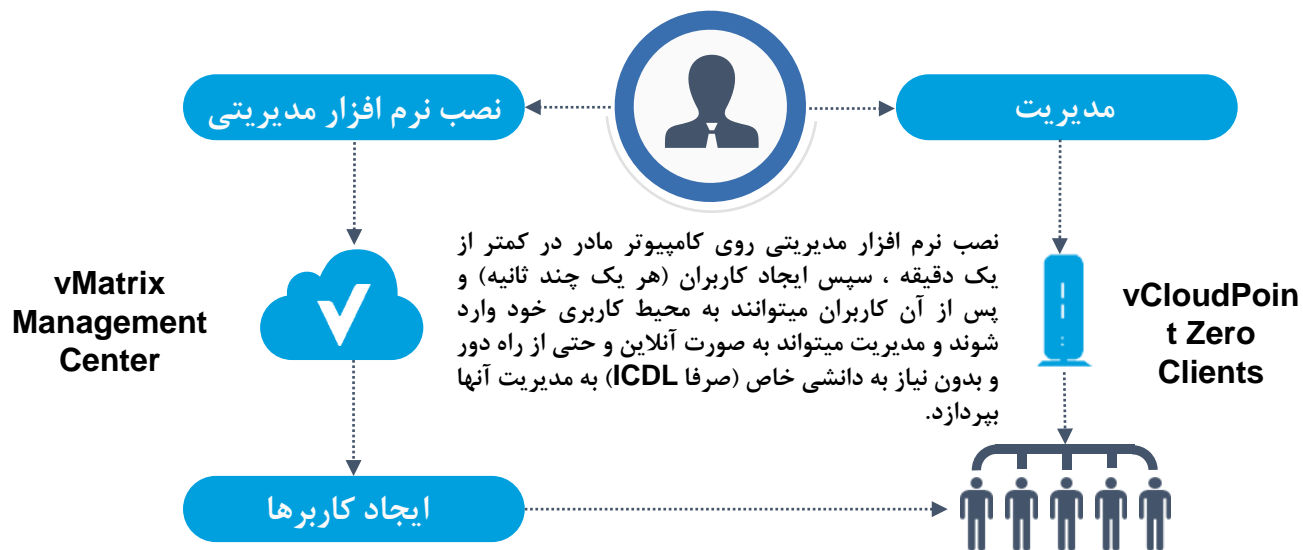 مدیریت
نصب نرم افزار مدیریتی
نصب نرم افزار مدیریتی روی کامپیوتر مادر در کمتر از
یک دقیقه ، سپس ایجاد کاربران (هر یک چند ثانیه) و
پس از آن کاربران میتوانند به محیط کاربری خود وارد
شوند و مدیریت میتواند به صورت آنلاین و حتی از راه دور
و بدون نیاز به دانشی خاص (صرفا ICDL) به مدیریت آنها
بپردازد.
vCloudPoin
t Zero
Clients
vMatrix
Management
Center
ایجاد کاربرها